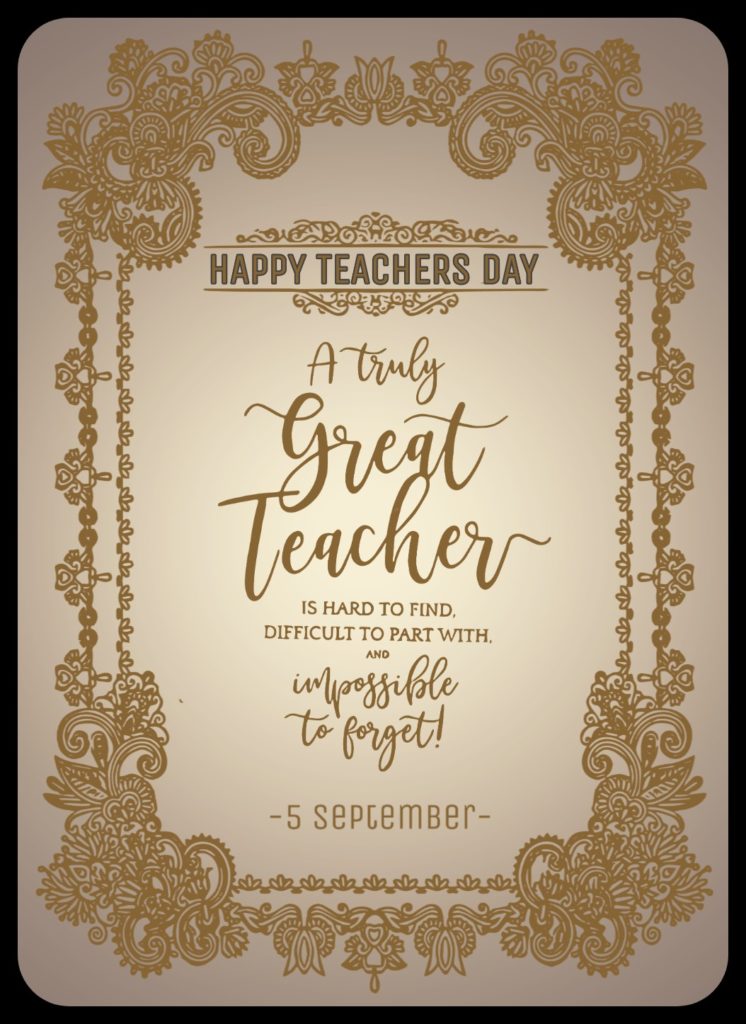 HAPPY TEACHERS DAY
A truly
Great
Teacher
IS HARD TO FIND,
DIFFICULT TO PART WITH,
AND
impossible
to forget!
-5 September-